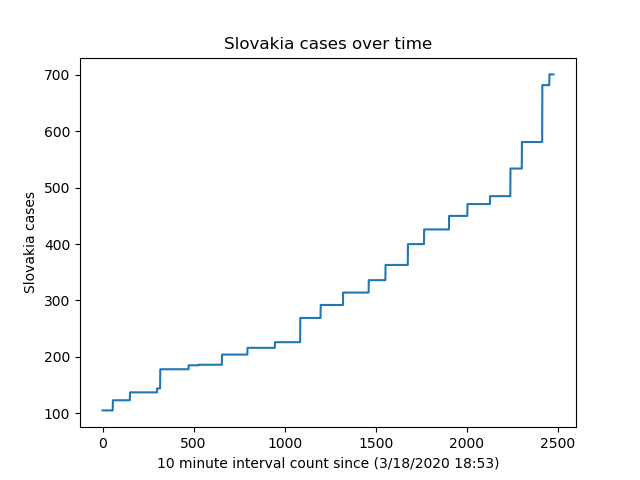 Slovakia cases over time
700
600
500
400
300
200
100
Slovakia cases
0 500 1000 1500 2000 2500
10 minute interval count since (3/18/2020 18:53)